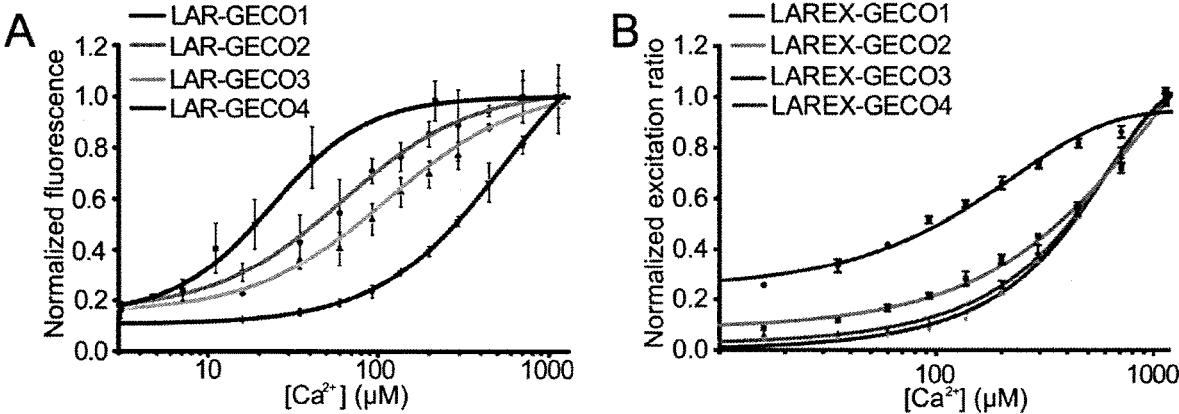 A
LAR-GECO1
LAR-GECO2
LAR-GECO3
LAR-GECO4
Normalized fluorescence
1.2
1.0
0.8
0.6
0.4
0.2
0.0
10
100
1000
[Ca²⁺] (µM)
B
LAREX-GECO1
LAREX-GECO2
LAREX-GECO3
LAREX-GECO4
Normalized excitation ratio
1.2
1.0
0.8
0.6
0.4
0.2
0.0
100
1000
[Ca²⁺] (µM)